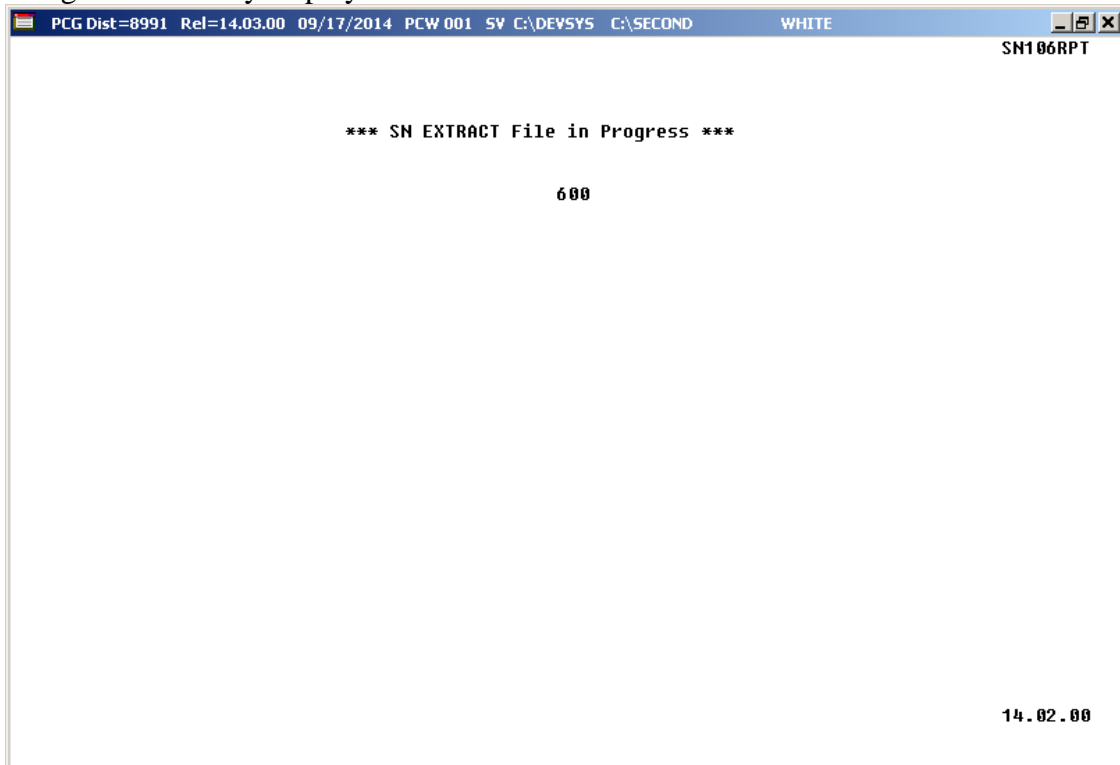 PCG Dist=8991 Rel=14.03.00 09/17/2014 PCW 001 SV C:\DEVSYS C:\SECOND WHITE
SN106RPT
*** SN EXTRACT File in Progress ***
600
14.02.00